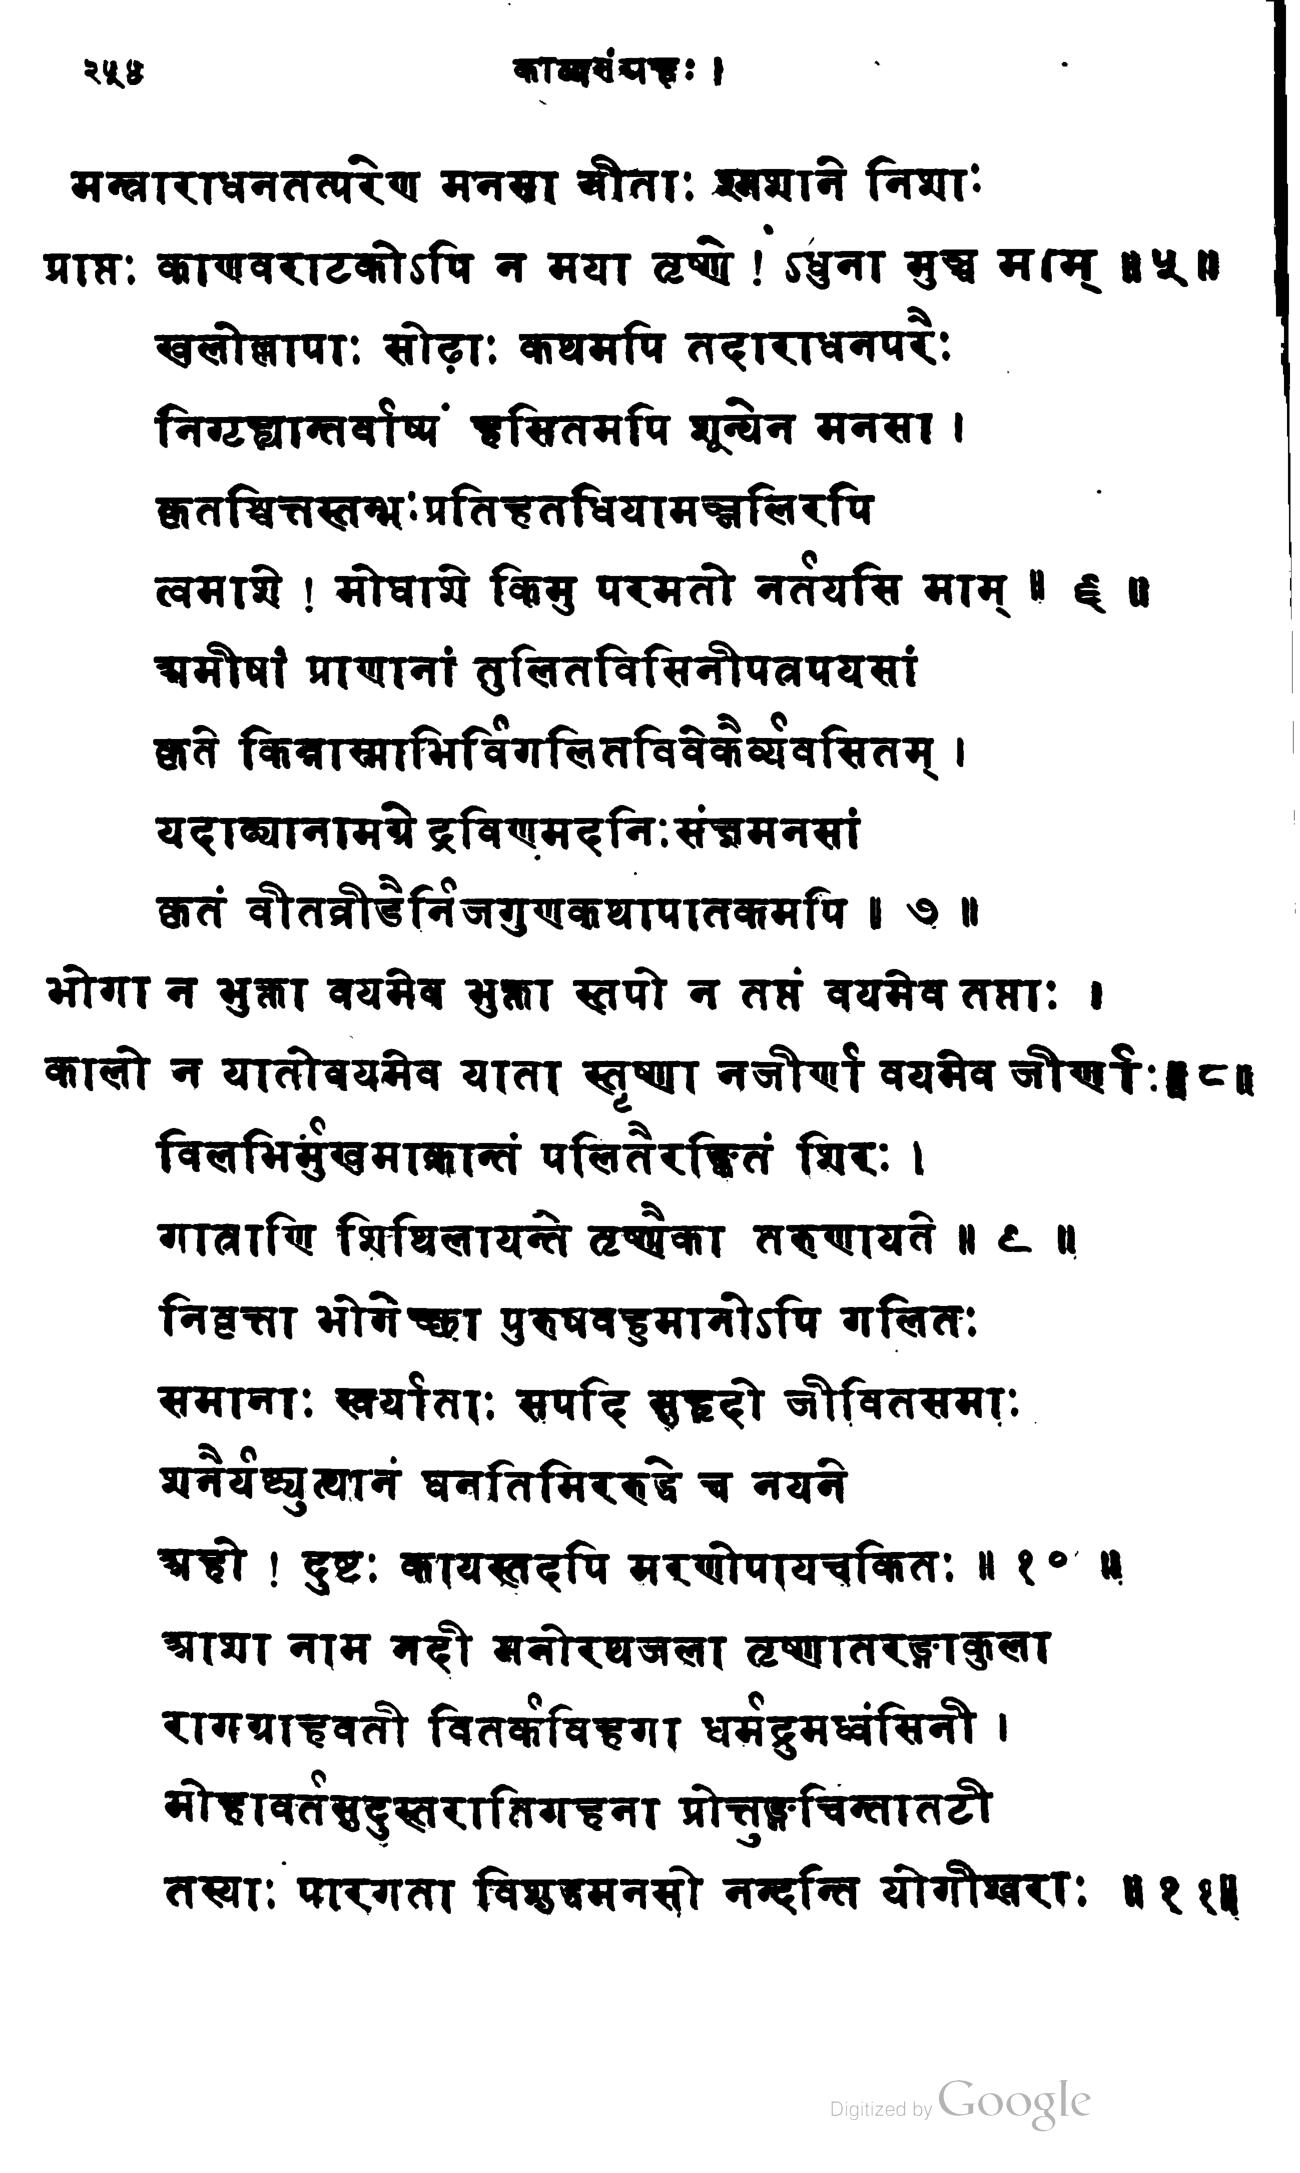 २५४ काव्यसंग्रहः ।
मन्त्राराधनतत्परेण मनसा नीताः श्मशाने निशाः
प्राप्तः काणवराटकोऽपि न मया तृष्णे ! ऽधुना मुञ्च माम् ॥ ५ ॥
खलोल्लापाः सोढ़ाः कथमपि तदाराधनपरैः
निगृह्यान्तर्वाष्पं हसितमपि शून्येन मनसा ।
कृतश्चित्तस्तम्भः प्रतिहतधियामञ्जलिरपि
त्वमाशे ! मोघाशे किमु परमतो नर्तयसि माम् ॥ ६ ॥
अमीषां प्राणानां तुलितविसिनीपत्रपयसां
कृते किन्नास्माभिर्विगलितविवेकैर्व्यवसितम् ।
यदाढ्यानामग्रे द्रविणमदनिःसंज्ञमनसां
कृतं वीतव्रीडैर्निजगुणकथापातकमपि ॥ ७ ॥
भोगा न भुक्ता वयमेव भुक्ता स्तपो न तप्तं वयमेव तप्ताः ।
कालो न यातोवयमेव याता स्तृष्णा नजीर्णा वयमेव जीर्णाः ॥ ८ ॥
विलभिर्मुखमाक्रान्तं पलितैरङ्कितं शिरः ।
गात्राणि शिथिलायन्ते तृष्णैका तरुणायते ॥ ९ ॥
निवृत्ता भोगेच्छा पुरुषवहुमानोऽपि गलितः
समानाः स्वर्याताः सपदि सुहृदो जीवितसमाः
शनैर्यष्ट्युत्थानं घनतिमिररुद्धे च नयने
अहो ! दुष्टः कायस्तदपि मरणोपायचकितः ॥ १० ॥
आशा नाम नदी मनोरथजला तृष्णातरङ्गाकुला
रागग्राहवती वितर्कविहगा धर्मद्रुमध्वंसिनी ।
मोहावर्तसुदुस्तरातिगहना प्रोत्तुङ्गचिन्तातटी
तस्याः पारगता विशुद्धमनसो नन्दन्ति योगीश्वराः ॥ ११ ॥
Digitized by Google